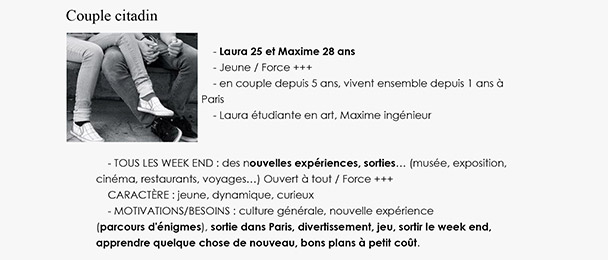 Couple citadin
- Laura 25 et Maxime 28 ans
- Jeune / Force +++
- en couple depuis 5 ans, vivent ensemble depuis 1 ans à
Paris
- Laura étudiante en art, Maxime ingénieur
- TOUS LES WEEK END : des nouvelles expériences, sorties... (musée, exposition,
cinéma, restaurants, voyages...) Ouvert à tout / Force +++
CARACTÈRE : jeune, dynamique, curieux
- MOTIVATIONS/BESOINS : culture générale, nouvelle expérience
(parcours d'énigmes), sortie dans Paris, divertissement, jeu, sortir le week end,
apprendre quelque chose de nouveau, bons plans à petit coût.